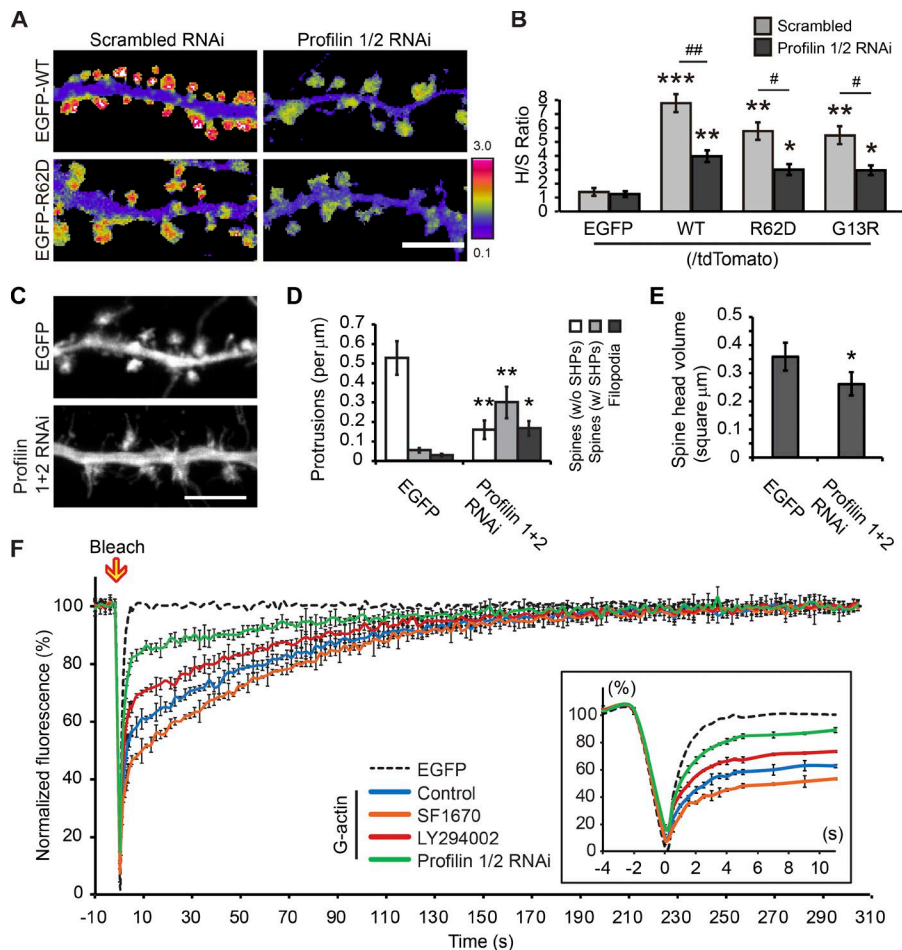 A
Scrambled RNAi
Profilin 1/2 RNAi
EGFP-WT
EGFP-R62D
3.0
0.1
B
Scrambled
Profilin 1/2 RNAi
H/S Ratio
9
8
7
6
5
4
3
2
1
0
***
**
##
**
*
#
**
*
#
EGFP
WT
R62D
G13R
(/tdTomato)
C
EGFP
Profilin
1+2 RNAi
D
Protrusions (per μm)
0.7
0.6
0.5
0.4
0.3
0.2
0.1
0
**
**
*
EGFP
Profilin 1+2
RNAi
Spines (w/o SHPs)
Spines (w/ SHPs)
Filopodia
E
Spine head volume
(square μm)
0.5
0.4
0.3
0.2
0.1
0
*
EGFP
Profilin 1+2
RNAi
F
Bleach
Normalized fluorescence (%)
100
80
60
40
20
0
-10 10 30 50 70 90 110 130 150 170 190 210 230 250 270 290 310
Time (s)
EGFP
G-actin
Control
SF1670
LY294002
Profilin 1/2 RNAi
(%)
100
80
60
40
20
0
-4 -2 0 2 4 6 8 10
(s)